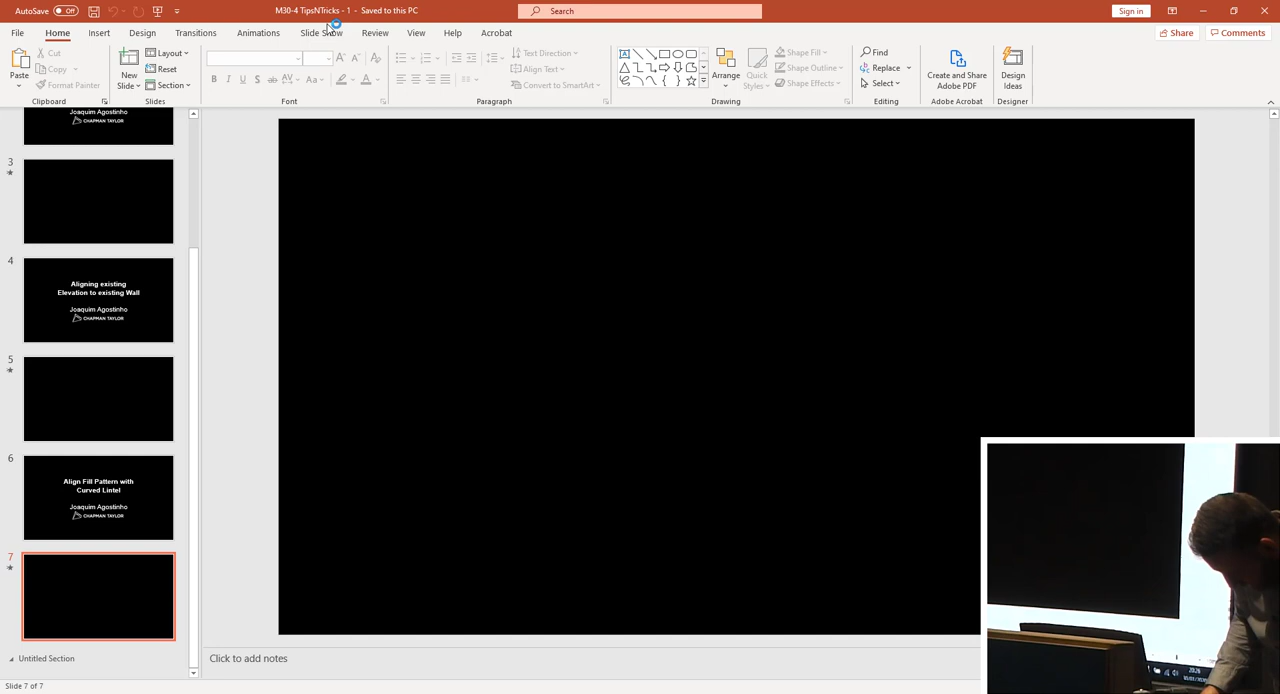 AutoSave Off M30-4 TipsNTricks - 1 - Saved to this PC Search Sign in
File Home Insert Design Transitions Animations Slide Show Review View Help Acrobat Share Comments
Paste
Cut
Copy
Format Painter
Clipboard
New
Slide
Layout
Reset
Section
Slides
B I U S ab AV Aa A
Font
Text Direction
Align Text
Convert to SmartArt
Paragraph
Arrange
Quick
Styles
Shape Fill
Shape Outline
Shape Effects
Drawing
Find
Replace
Select
Editing
Create and Share
Adobe PDF
Adobe Acrobat
Design
Ideas
Designer
Joaquim Agostinho
CHAPMAN TAYLOR
3
4
Aligning existing
Elevation to existing Wall
Joaquim Agostinho
CHAPMAN TAYLOR
5
6
Align Fill Pattern with
Curved Lintel
Joaquim Agostinho
CHAPMAN TAYLOR
7
Untitled Section
Click to add notes
Slide 7 of 7
20:26